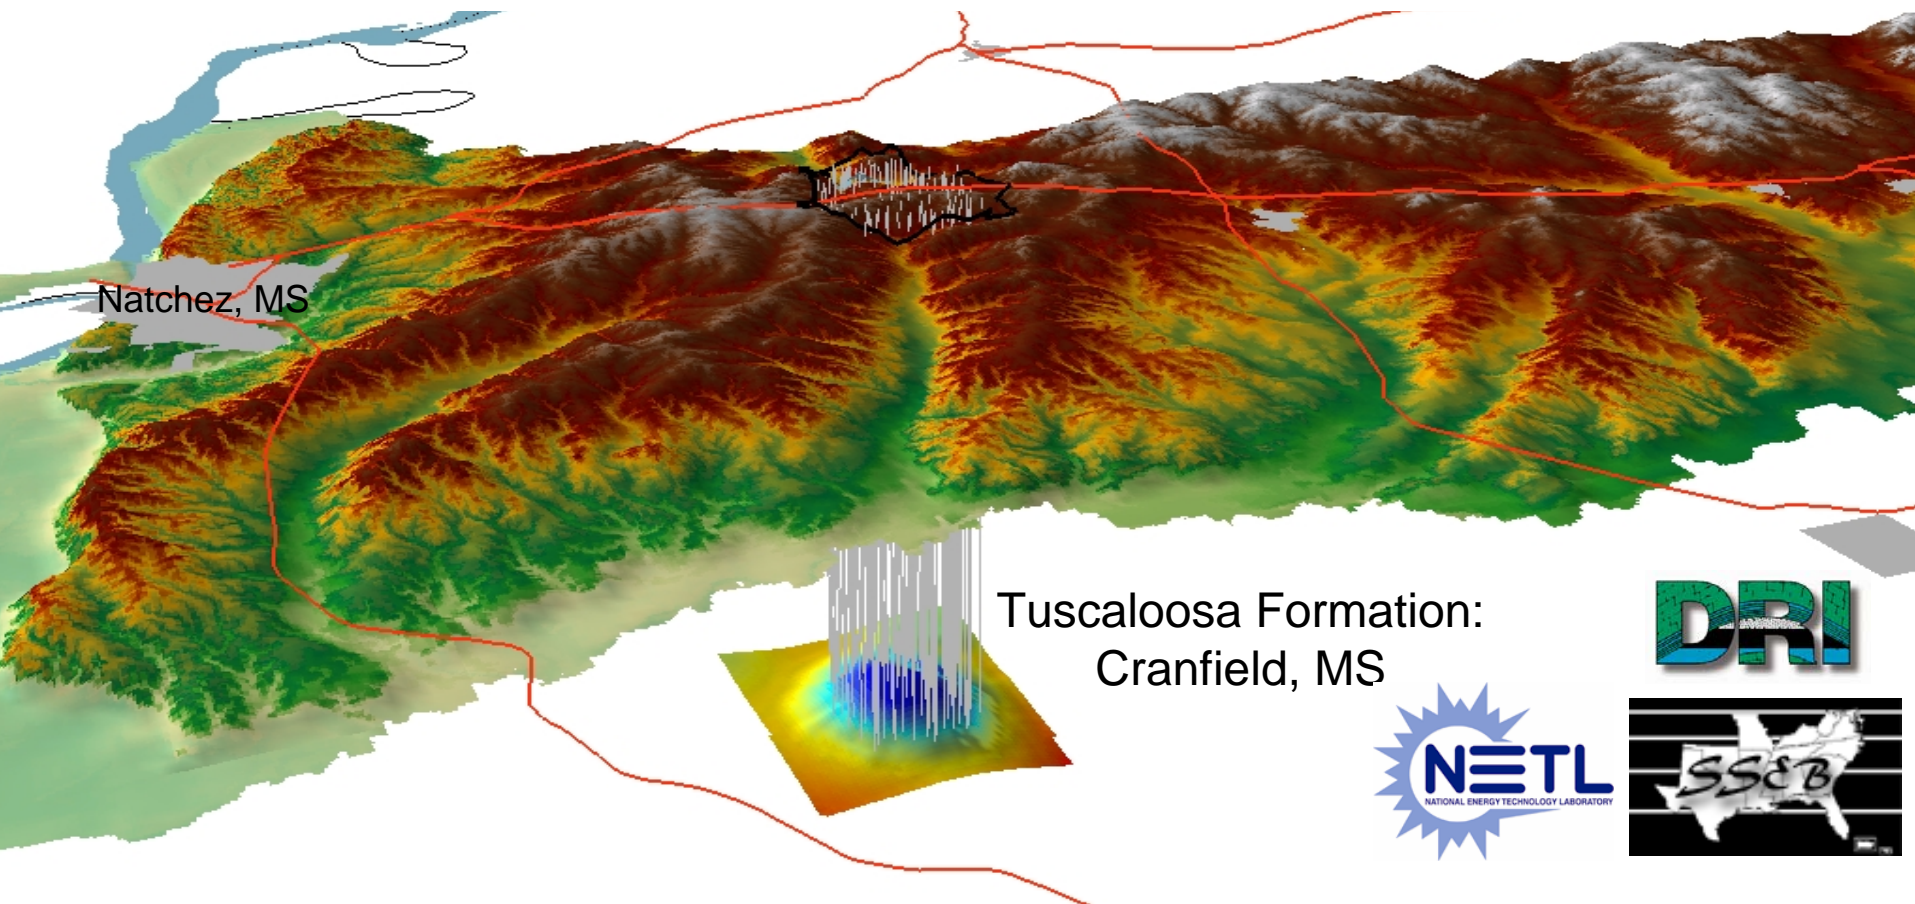 Natchez, MS
Tuscaloosa Formation:
Cranfield, MS
DRI
NETL
NATIONAL ENERGY TECHNOLOGY LABORATORY
SSEB